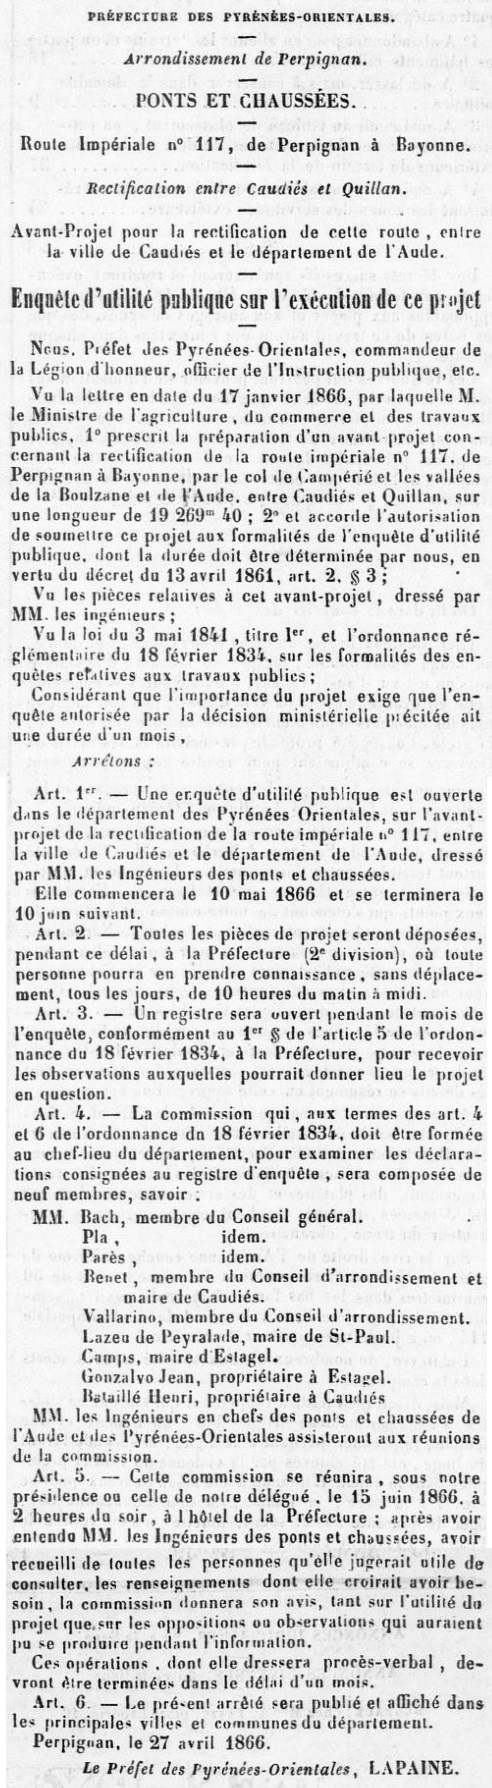 PRÉFECTURE DES PYRÉNÉES-ORIENTALES.
Arrondissement de Perpignan.
PONTS ET CHAUSSÉES.
Route Impériale n° 117, de Perpignan à Bayonne.
Rectification entre Caudiés et Quillan.
Avant-Projet pour la rectification de cette route, entre
la ville de Caudiés et le département de l'Aude.
Enquête d'utilité publique sur l'exécution de ce projet
Nous, Préfet des Pyrénées-Orientales, commandeur de
la Légion d'honneur, officier de l'Instruction publique, etc.
Vu la lettre en date du 17 janvier 1866, par laquelle M.
le Ministre de l'agriculture, du commerce et des travaux
publics, 1° prescrit la préparation d'un avant-projet con-
cernant la rectification de la route impériale n° 117, de
Perpignan à Bayonne, par le col de Campérié et les vallées
de la Boulzane et de l'Aude, entre Caudiés et Quillan, sur
une longueur de 19 269m 40 ; 2° et accorde l'autorisation
de soumettre ce projet aux formalités de l'enquête d'utilité
publique, dont la durée doit être déterminée par nous, en
vertu du décret du 13 avril 1861, art. 2, § 3 ;
Vu les pièces relatives à cet avant-projet, dressé par
MM. les ingénieurs ;
Vu la loi du 3 mai 1841, titre Ier, et l'ordonnance ré-
glémentaire du 18 février 1834, sur les formalités des en-
quêtes relatives aux travaux publics ;
Considérant que l'importance du projet exige que l'en-
quête autorisée par la décision ministérielle précitée ait
une durée d'un mois,
Arrêtons :
Art. 1er. — Une enquête d'utilité publique est ouverte
dans le département des Pyrénées Orientales, sur l'avant-
projet de la rectification de la route impériale n° 117, entre
la ville de Caudiés et le département de l'Aude, dressé
par MM. les Ingénieurs des ponts et chaussées.
Elle commencera le 10 mai 1866 et se terminera le
10 juin suivant.
Art. 2. — Toutes les pièces de projet seront déposées,
pendant ce délai, à la Préfecture (2e division), où toute
personne pourra en prendre connaissance, sans déplace-
ment, tous les jours, de 10 heures du matin à midi.
Art. 3. — Un registre sera ouvert pendant le mois de
l'enquête, conformément au 1er § de l'article 5 de l'ordon-
nance du 18 février 1834, à la Préfecture, pour recevoir
les observations auxquelles pourrait donner lieu le projet
en question.
Art. 4. — La commission qui, aux termes des art. 4
et 6 de l'ordonnance du 18 février 1834, doit être formée
au chef-lieu du département, pour examiner les déclara-
tions consignées au registre d'enquête, sera composée de
neuf membres, savoir :
MM. Bach, membre du Conseil général.
Pla, idem.
Parès, idem.
Benet, membre du Conseil d'arrondissement et
maire de Caudiés.
Vallarino, membre du Conseil d'arrondissement.
Lazeu de Peyralade, maire de St-Paul.
Camps, maire d'Estagel.
Gonzalvo Jean, propriétaire à Estagel.
Bataillé Henri, propriétaire à Caudiés
MM. les Ingénieurs en chefs des ponts et chaussées de
l'Aude et des Pyrénées-Orientales assisteront aux réunions
de la commission.
Art. 5. — Cette commission se réunira, sous notre
présidence ou celle de notre délégué, le 15 juin 1866, à
2 heures du soir, à l'hôtel de la Préfecture ; après avoir
entendu MM. les Ingénieurs des ponts et chaussées, avoir
recueilli de toutes les personnes qu'elle jugerait utile de
consulter, les renseignements dont elle croirait avoir be-
soin, la commission donnera son avis, tant sur l'utilité du
projet que sur les oppositions ou observations qui auraient
pu se produire pendant l'information.
Ces opérations, dont elle dressera procès-verbal, de-
vront être terminées dans le délai d'un mois.
Art. 6. — Le présent arrêté sera publié et affiché dans
les principales villes et communes du département.
Perpignan, le 27 avril 1866.
Le Préfet des Pyrénées-Orientales, LAPAINE.